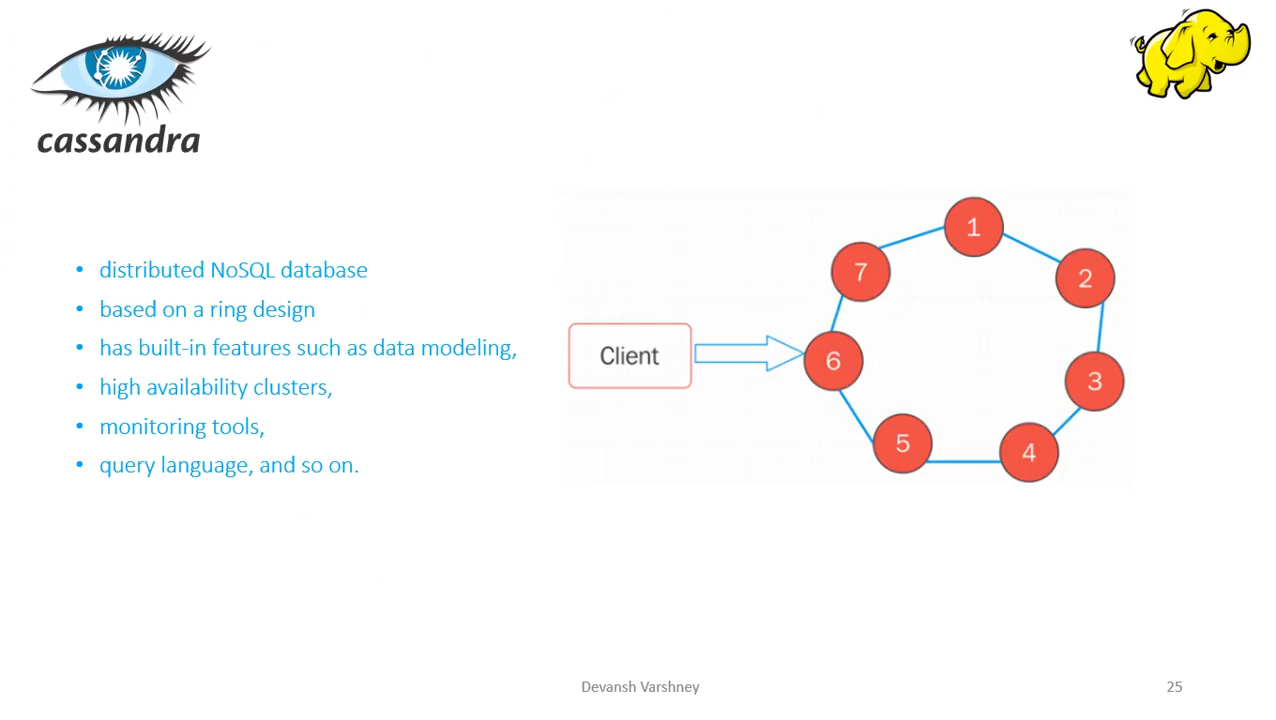 cassandra
• distributed NoSQL database
• based on a ring design
• has built-in features such as data modeling,
• high availability clusters,
• monitoring tools,
• query language, and so on.
1
7
2
Client
6
3
5
4
Devansh Varshney
25